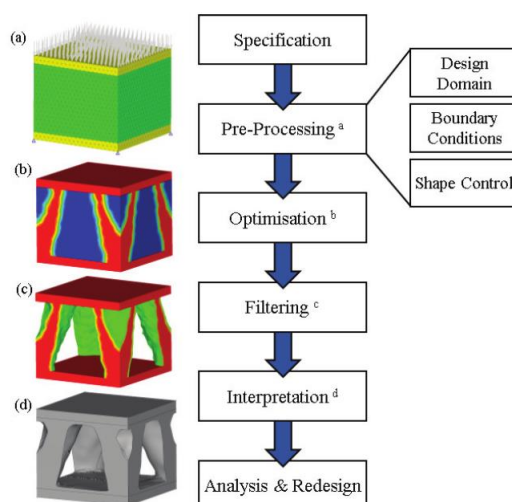 (a)
Specification
Pre-Processing a
Design
Domain
Boundary
Conditions
Shape Control
(b)
Optimisation b
(c)
Filtering c
Interpretation d
(d)
Analysis & Redesign